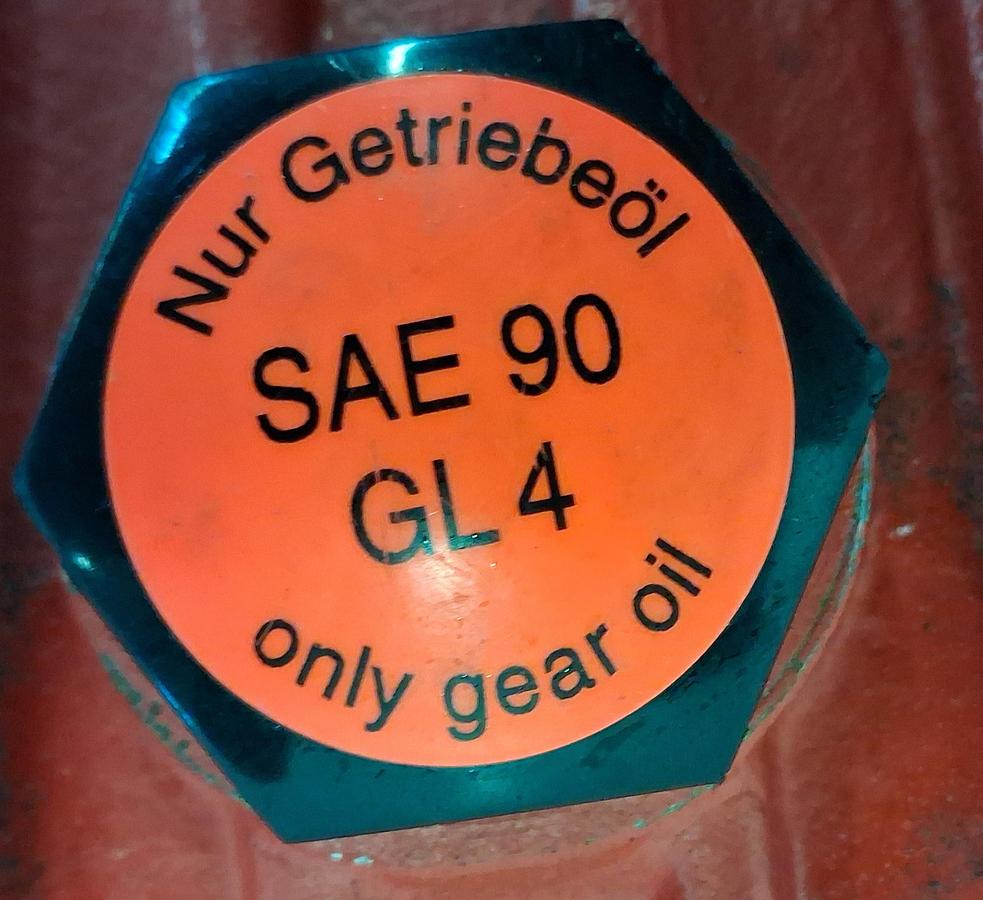 Nur Getriebeöl
SAE 90
GL 4
only gear oil